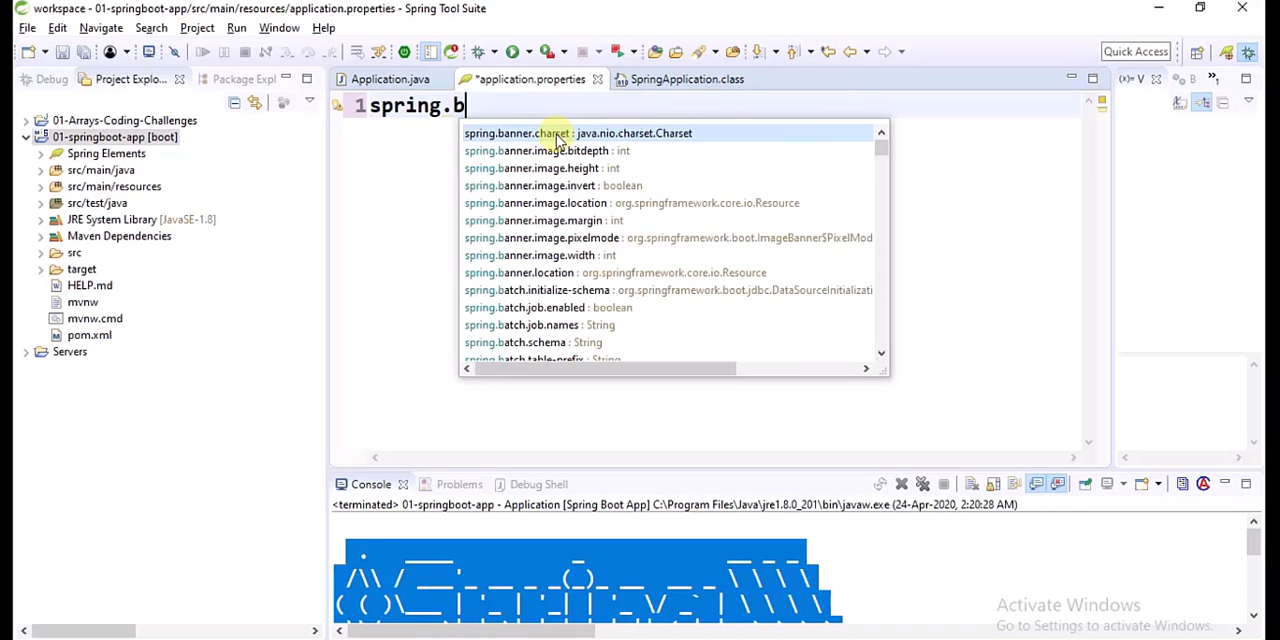 workspace - 01-springboot-app/src/main/resources/application.properties - Spring Tool Suite
File Edit Navigate Search Project Run Window Help
Quick Access
Debug Project Explo... Package Expl
Application.java *application.properties SpringApplication.class
(x)= V B »1
1 spring.b
spring.banner.charset : java.nio.charset.Charset
spring.banner.image.bitdepth : int
spring.banner.image.height : int
spring.banner.image.invert : boolean
spring.banner.image.location : org.springframework.core.io.Resource
spring.banner.image.margin : int
spring.banner.image.pixelmode : org.springframework.boot.ImageBanner$PixelMod
spring.banner.image.width : int
spring.banner.location : org.springframework.core.io.Resource
spring.batch.initialize-schema : org.springframework.boot.jdbc.DataSourceInitializati
spring.batch.job.enabled : boolean
spring.batch.job.names : String
spring.batch.schema : String
spring.batch.table-prefix : String
01-Arrays-Coding-Challenges
01-springboot-app [boot]
Spring Elements
src/main/java
src/main/resources
src/test/java
JRE System Library [JavaSE-1.8]
Maven Dependencies
src
target
HELP.md
mvnw
mvnw.cmd
pom.xml
Servers
Console Problems Debug Shell
<terminated> 01-springboot-app - Application [Spring Boot App] C:\Program Files\Java\jre1.8.0_201\bin\javaw.exe (24-Apr-2020, 2:20:28 AM)
Activate Windows
Go to Settings to activate Windows.